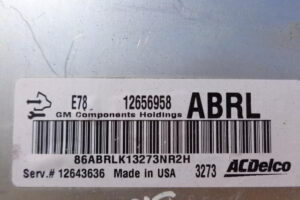 E78 12656958 ABRL
GM Components Holdings
86ABRLK13273NR2H
Serv.# 12643636 Made in USA 3273 ACDelco